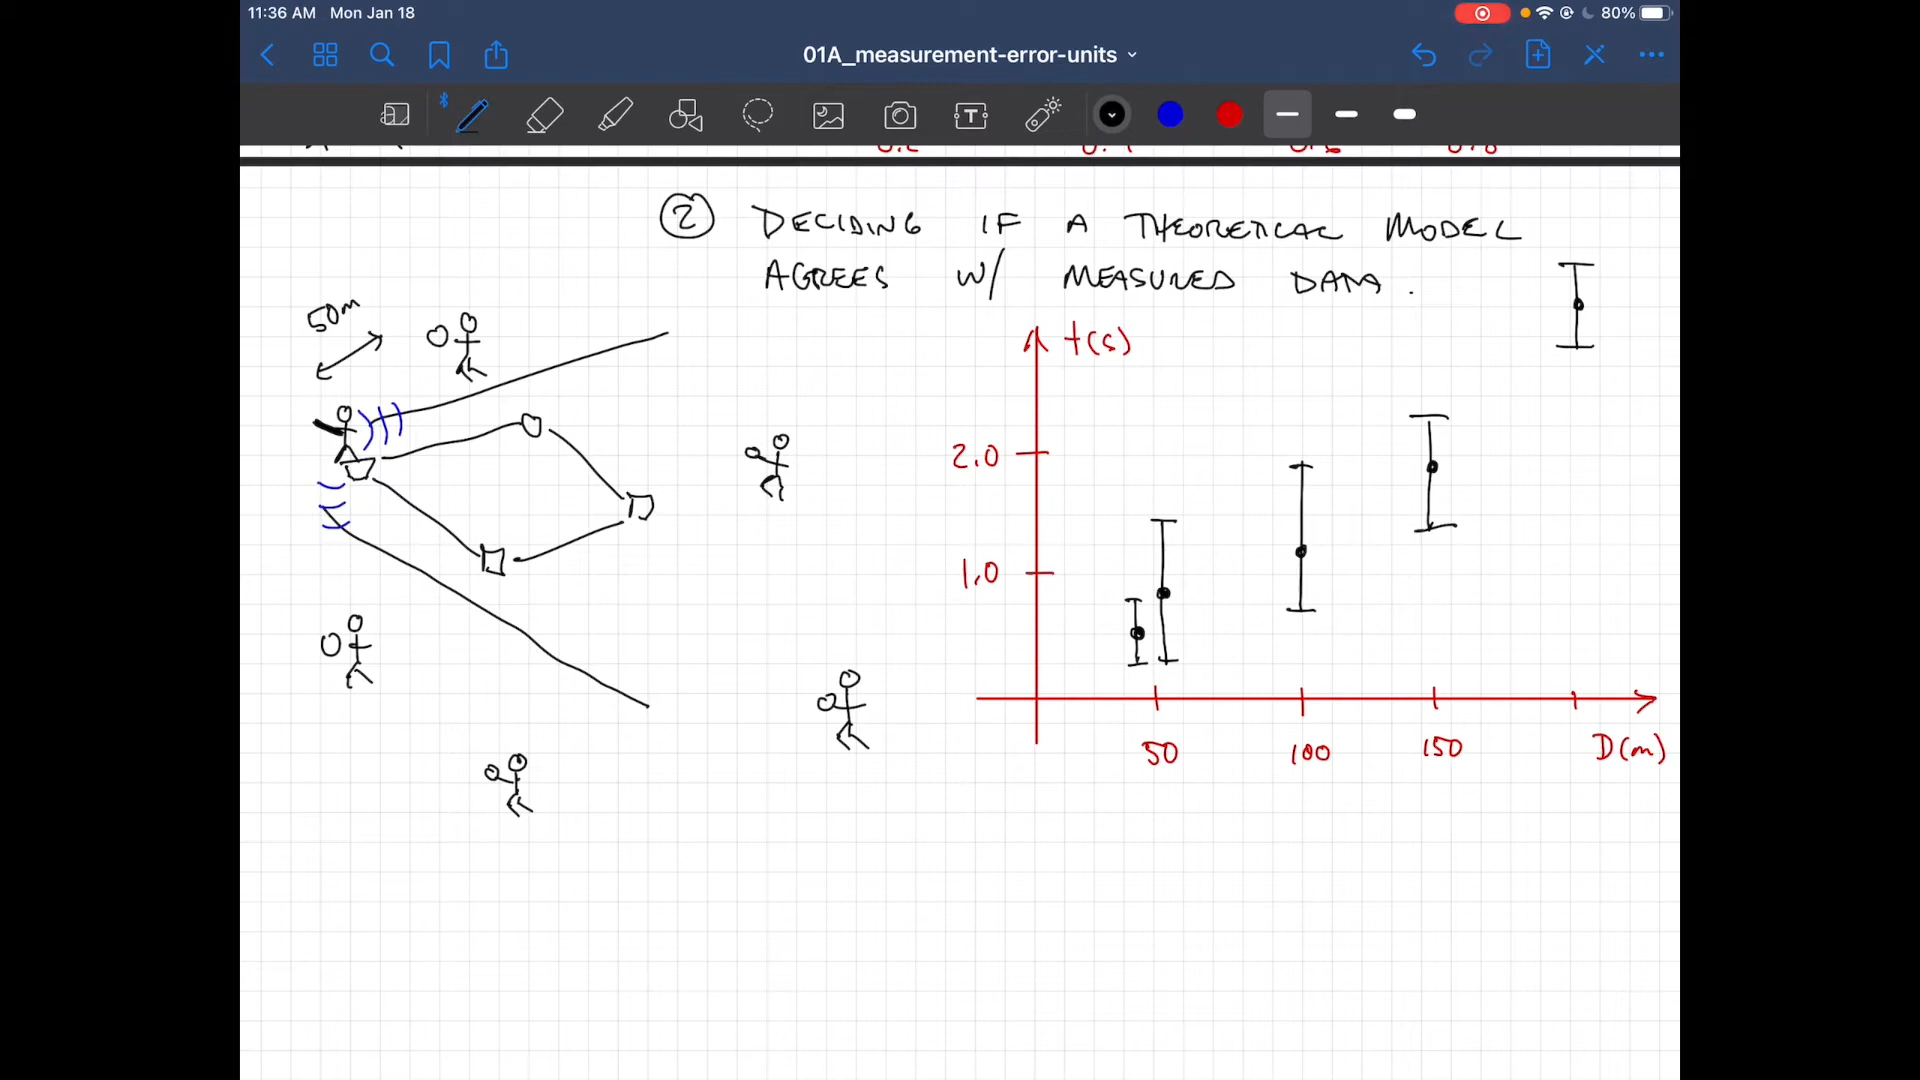 11:36 AM Mon Jan 18
80%
01A_measurement-error-units
② DECIDING IF A THEORETICAL MODEL
AGREES W/ MEASURED DATA.
50m
t(s)
2.0
1.0
50
100
150
D(m)